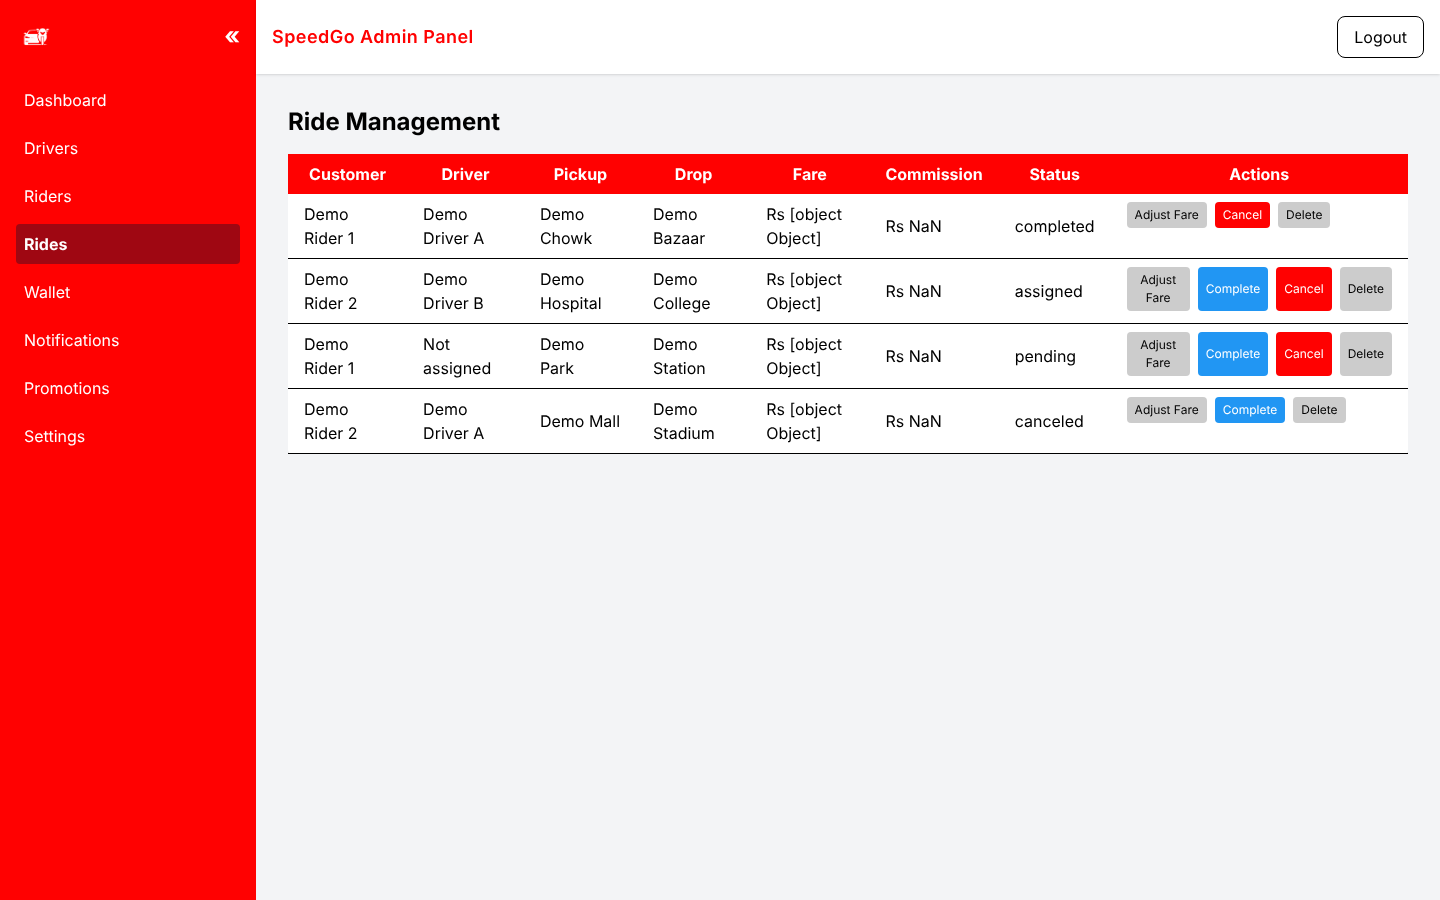 SpeedGo Admin Panel
Logout
Dashboard
Drivers
Riders
Rides
Wallet
Notifications
Promotions
Settings
Ride Management
Customer Driver Pickup Drop Fare Commission Status Actions
Demo Rider 1 Demo Driver A Demo Chowk Demo Bazaar Rs [object Object] Rs NaN completed Adjust Fare Cancel Delete
Demo Rider 2 Demo Driver B Demo Hospital Demo College Rs [object Object] Rs NaN assigned Adjust Fare Complete Cancel Delete
Demo Rider 1 Not assigned Demo Park Demo Station Rs [object Object] Rs NaN pending Adjust Fare Complete Cancel Delete
Demo Rider 2 Demo Driver A Demo Mall Demo Stadium Rs [object Object] Rs NaN canceled Adjust Fare Complete Delete